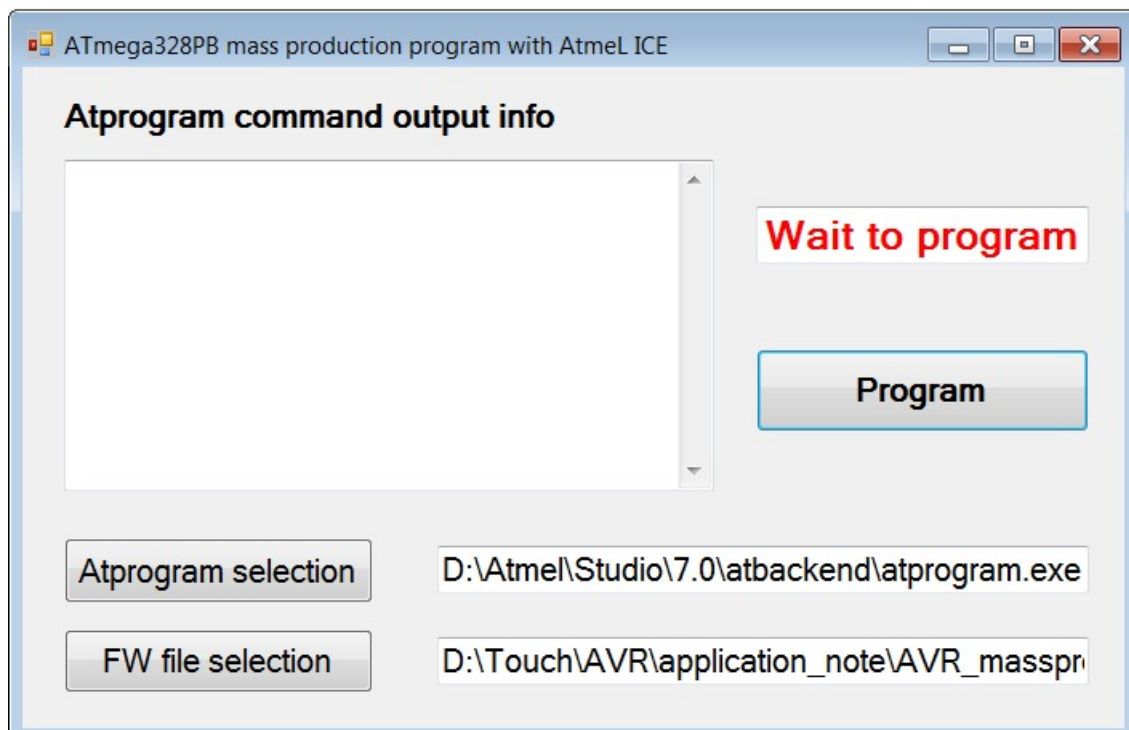 ATmega328PB mass production program with AtmeL ICE
Atprogram command output info
Wait to program
Program
Atprogram selection
D:\Atmel\Studio\7.0\atbackend\atprogram.exe
FW file selection
D:\Touch\AVR\application_note\AVR_masspr